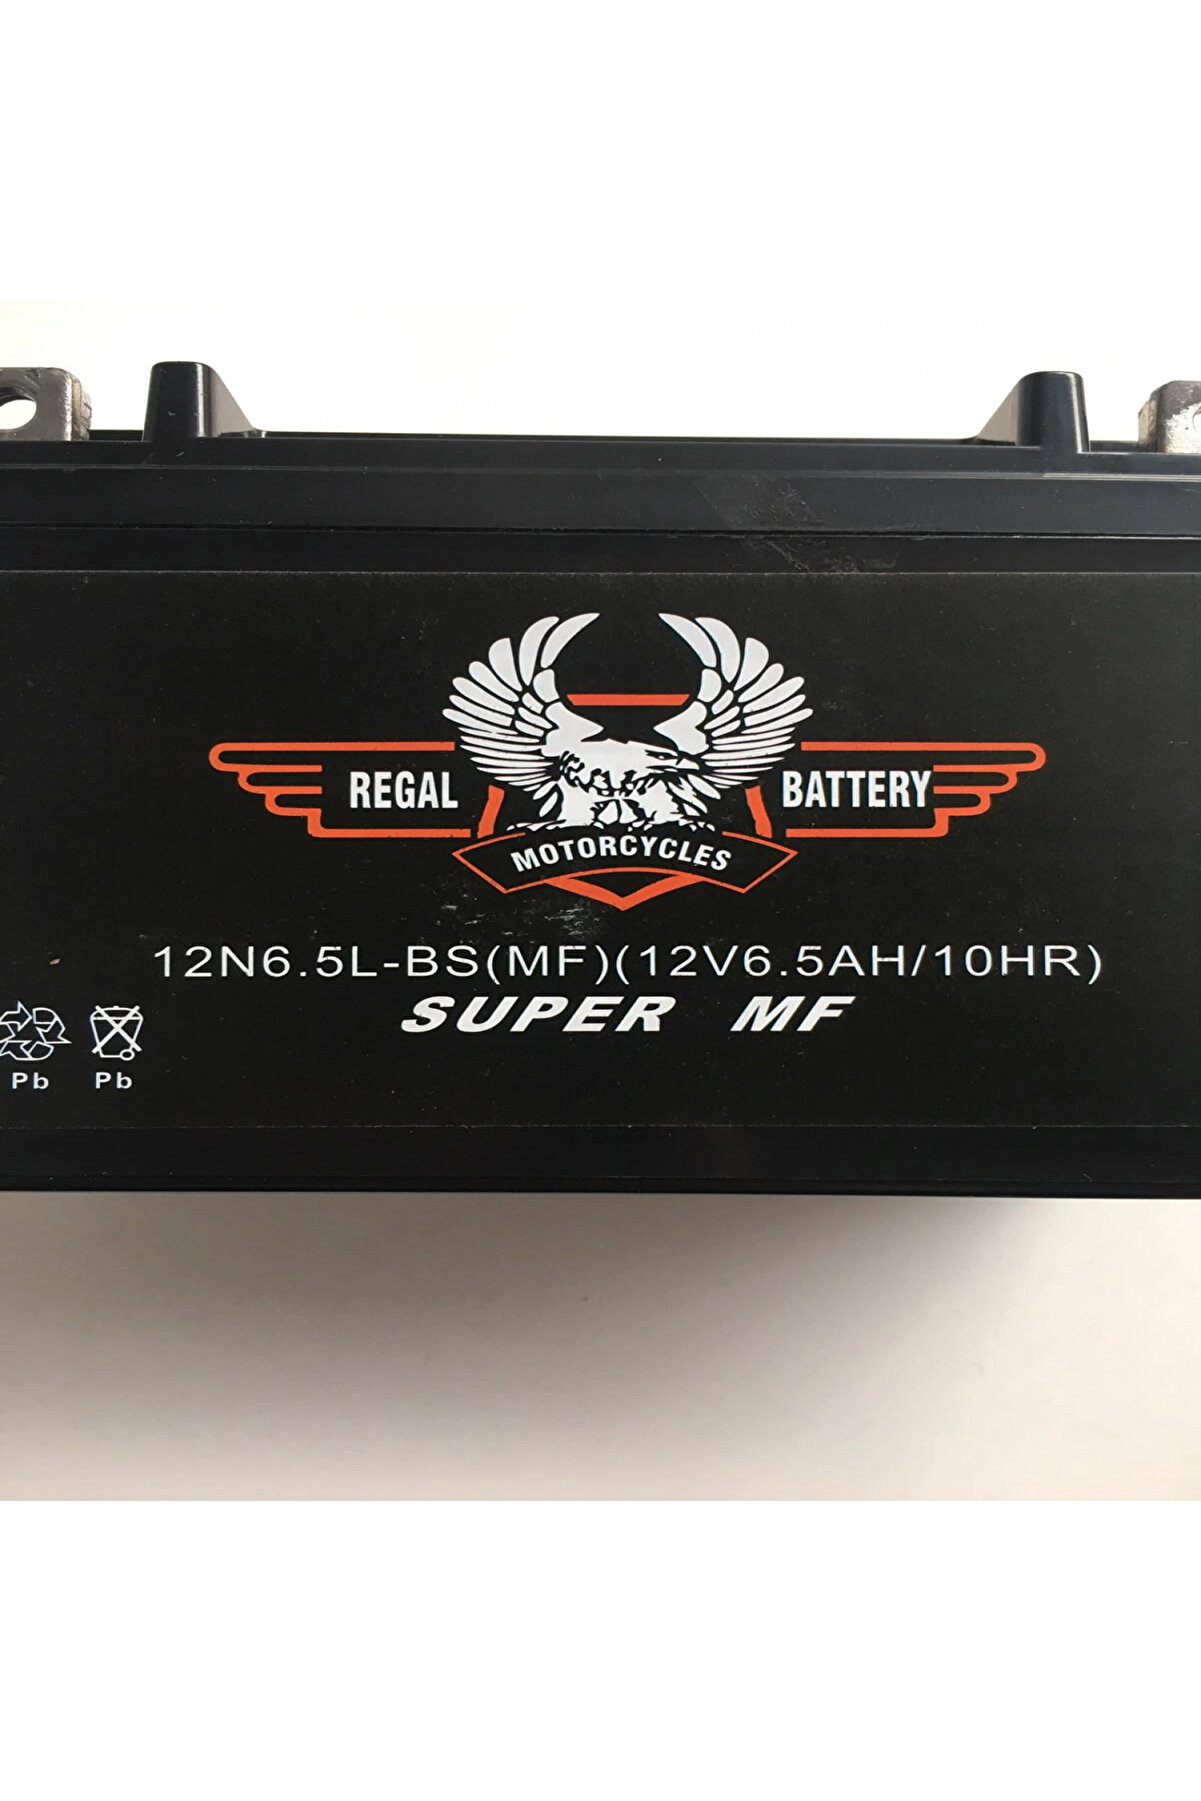 REGAL BATTERY
MOTORCYCLES
12N6.5L-BS(MF)(12V6.5AH/10HR)
SUPER MF
Pb Pb